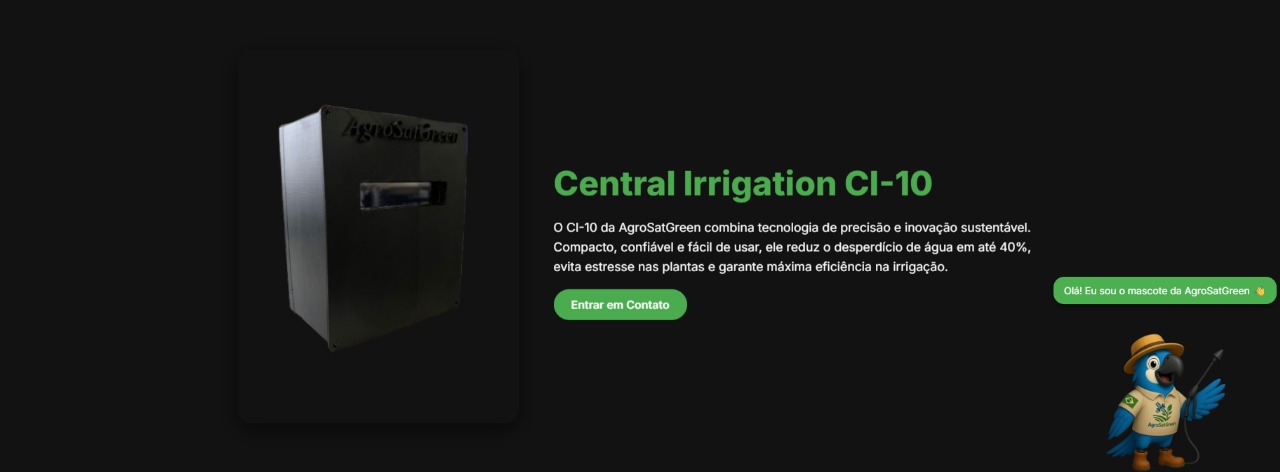 AgroSatGreen
Central Irrigation CI-10
O CI-10 da AgroSatGreen combina tecnologia de precisão e inovação sustentável.
Compacto, confiável e fácil de usar, ele reduz o desperdício de água em até 40%,
evita estresse nas plantas e garante máxima eficiência na irrigação.
Entrar em Contato
Olá! Eu sou o mascote da AgroSatGreen 👋
AgroSatGreen